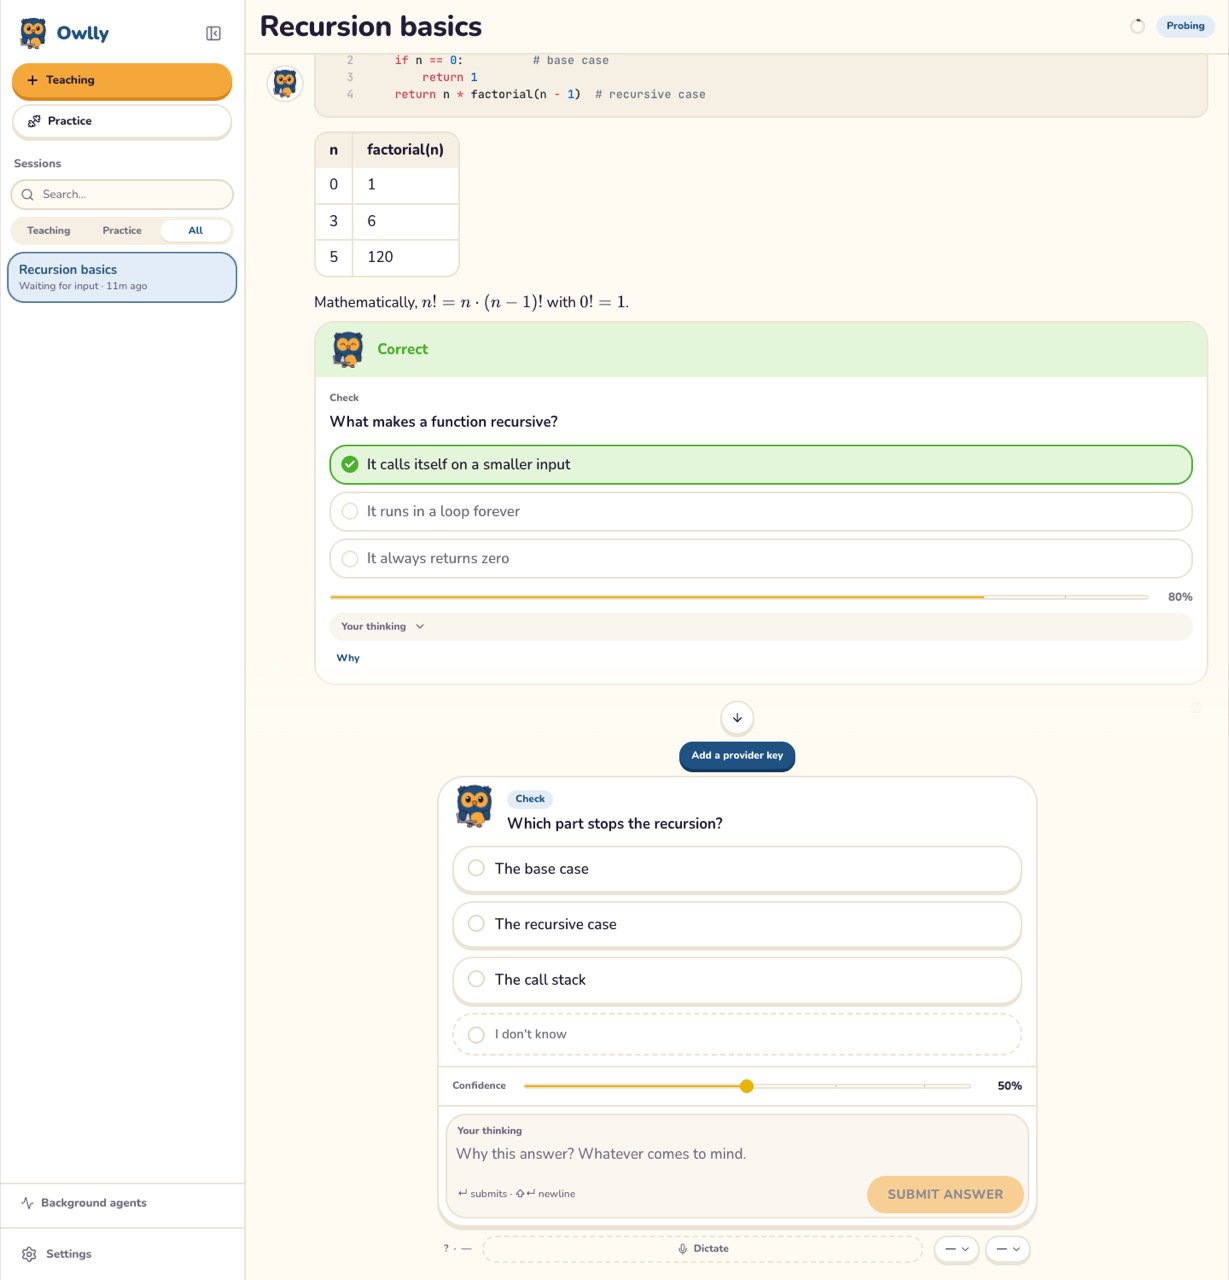 Owlly
Teaching
Practice
Sessions
Search...
Teaching Practice All
Recursion basics
Waiting for input · 11m ago
Background agents
Settings
Recursion basics
Probing
2 if n == 0: # base case
3 return 1
4 return n * factorial(n - 1) # recursive case
n factorial(n)
0 1
3 6
5 120
Mathematically, n! = n · (n − 1)! with 0! = 1.
Correct
Check
What makes a function recursive?
It calls itself on a smaller input
It runs in a loop forever
It always returns zero
80%
Your thinking
Why
Add a provider key
Check
Which part stops the recursion?
The base case
The recursive case
The call stack
I don't know
Confidence 50%
Your thinking
Why this answer? Whatever comes to mind.
↵ submits · ⇧↵ newline
SUBMIT ANSWER
? · —
Dictate
— —